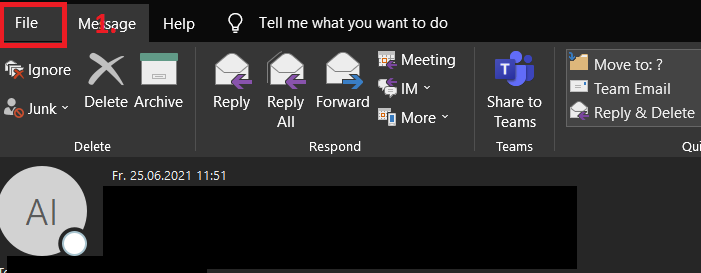 File Message 1. Help Tell me what you want to do
Ignore
Junk
Delete
Archive
Delete
Reply
Reply
All
Forward
Meeting
IM
More
Respond
Share to
Teams
Teams
Move to: ?
Team Email
Reply & Delete
Qui
AI
Fr. 25.06.2021 11:51